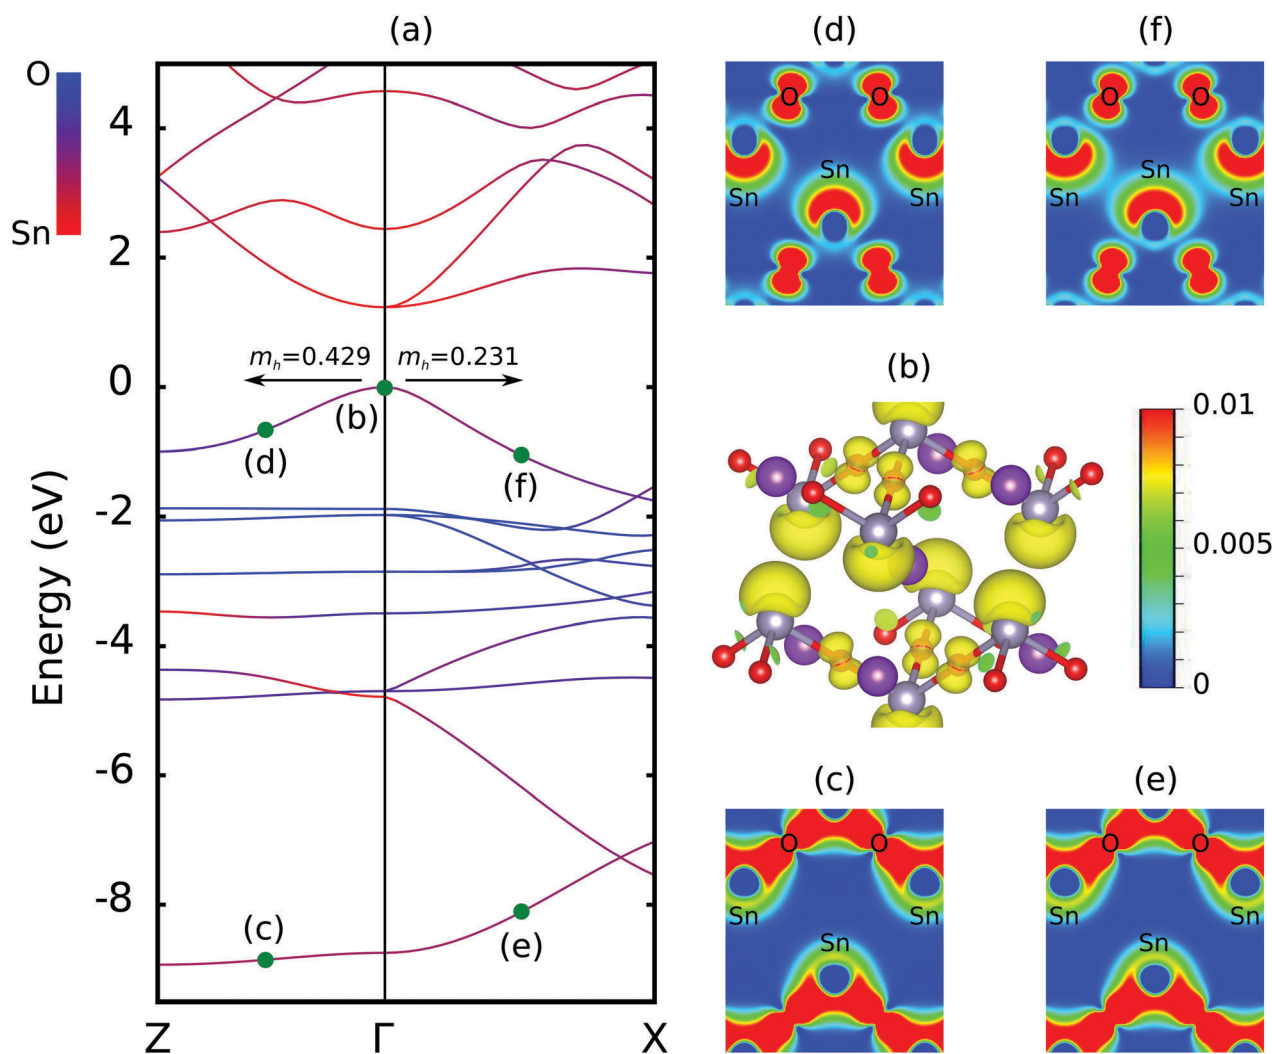 (a)
(d)
(f)
O
Sn
Energy (eV)
4
2
0
-2
-4
-6
-8
m_h=0.429
m_h=0.231
(b)
(d)
(f)
(c)
(e)
Z
Γ
X
O
O
Sn
Sn
Sn
O
O
Sn
Sn
Sn
(b)
0.01
0.005
0
(c)
(e)
O
O
Sn
Sn
Sn
O
O
Sn
Sn
Sn